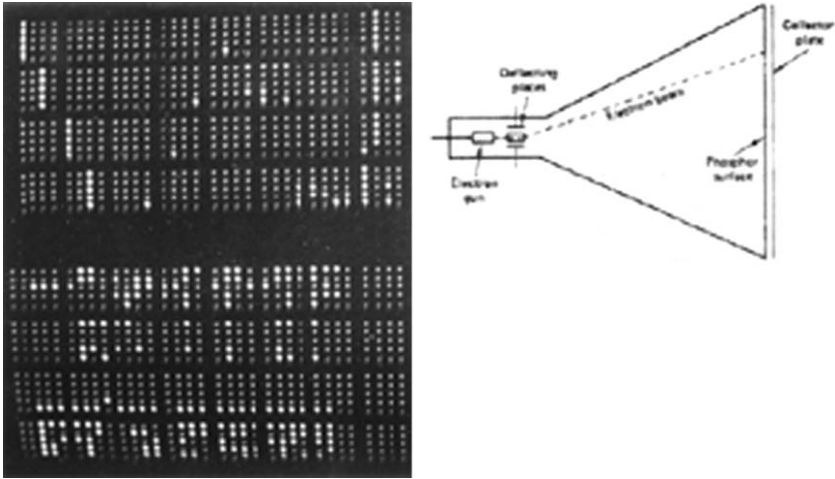 Collector
plate
Deflecting
plates
Electron beam
Phosphor
surface
Electron
gun